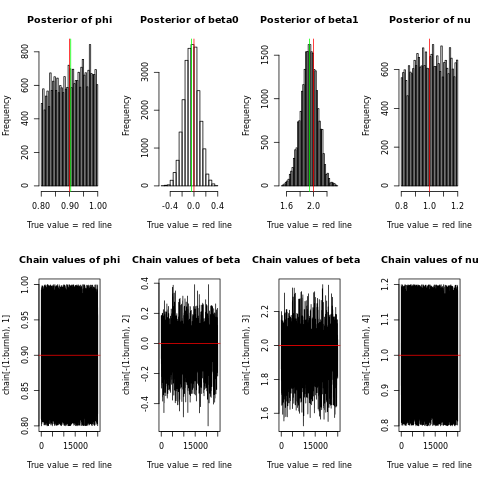 Posterior of phi
Posterior of beta0
Posterior of beta1
Posterior of nu
Frequency
0 200 400 600 800
0.80 0.90 1.00
True value = red line
Frequency
0 1000 2000 3000
-0.4 0.0 0.4
True value = red line
Frequency
0 500 1000 1500
1.6 2.0
True value = red line
Frequency
0 200 400 600
0.8 1.0 1.2
True value = red line
Chain values of phi
Chain values of beta
Chain values of beta
Chain values of nu
chain[-(1:burnIn), 1]
0.80 0.85 0.90 0.95 1.00
0 15000
True value = red line
chain[-(1:burnIn), 2]
-0.4 -0.2 0.0 0.2 0.4
0 15000
True value = red line
chain[-(1:burnIn), 3]
1.6 1.8 2.0 2.2
0 15000
True value = red line
chain[-(1:burnIn), 4]
0.8 0.9 1.0 1.1 1.2
0 15000
True value = red line